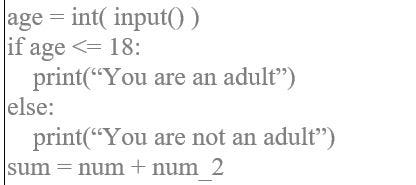 age = int( input() )
if age <= 18:
    print(“You are an adult”)
else:
    print(“You are not an adult”)
sum = num + num_2